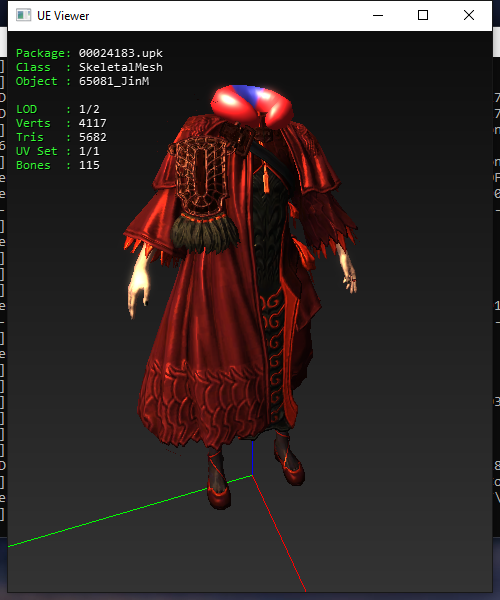 UE Viewer
Package: 00024183.upk
Class : SkeletalMesh
Object : 65081_JinM
LOD : 1/2
Verts : 4117
Tris : 5682
UV Set : 1/1
Bones : 115